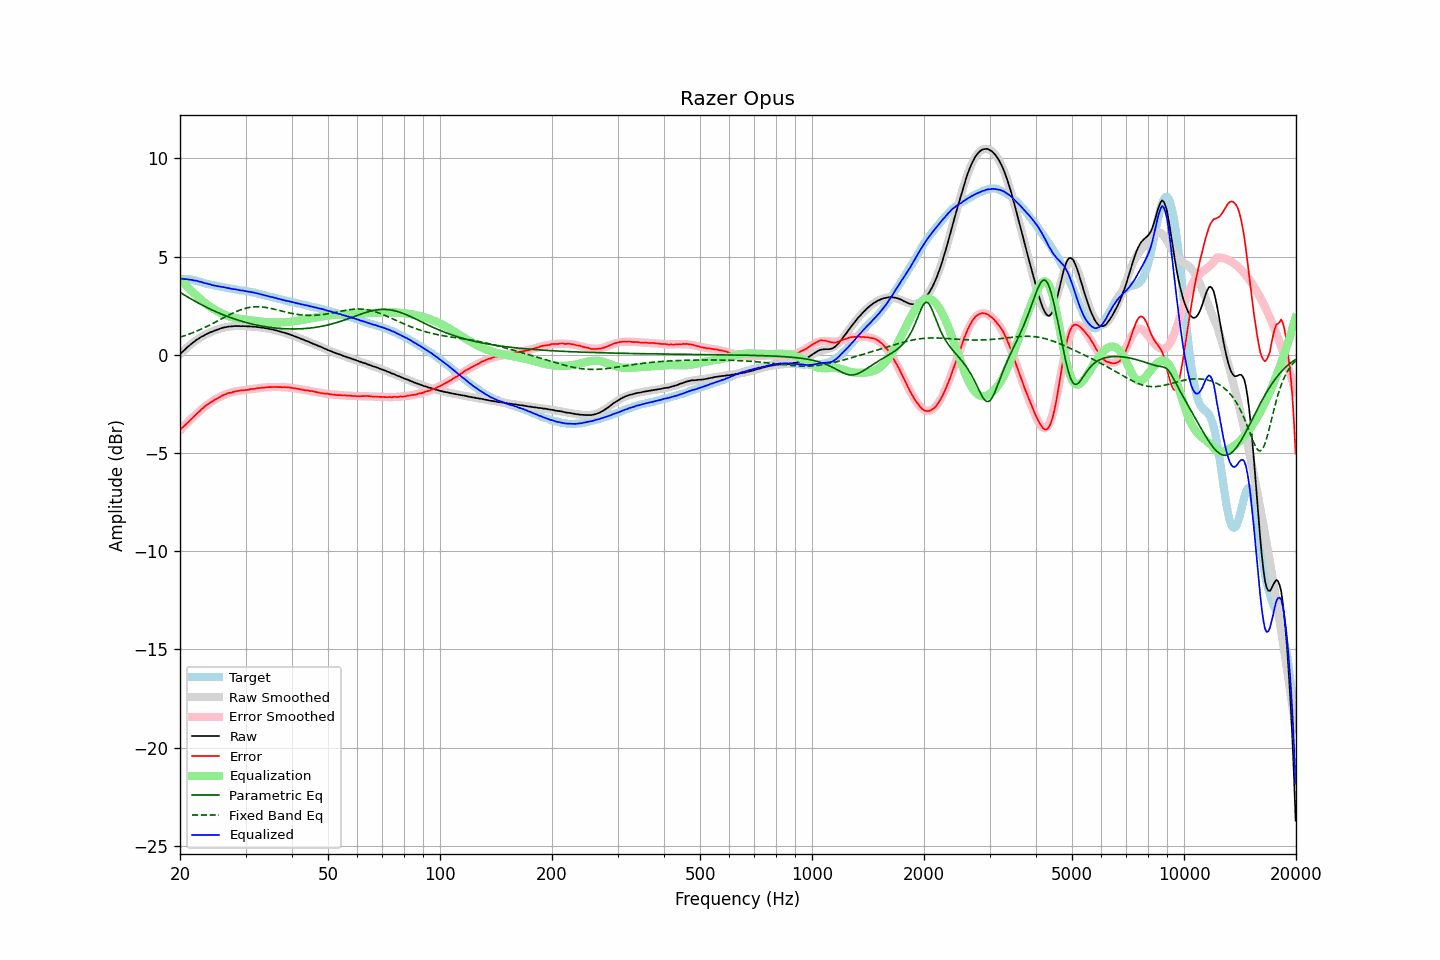 Razer Opus
Amplitude (dBr)
10
5
0
−5
−10
−15
−20
−25
Target
Raw Smoothed
Error Smoothed
Raw
Error
Equalization
Parametric Eq
Fixed Band Eq
Equalized
20 50 100 200 500 1000 2000 5000 10000 20000
Frequency (Hz)